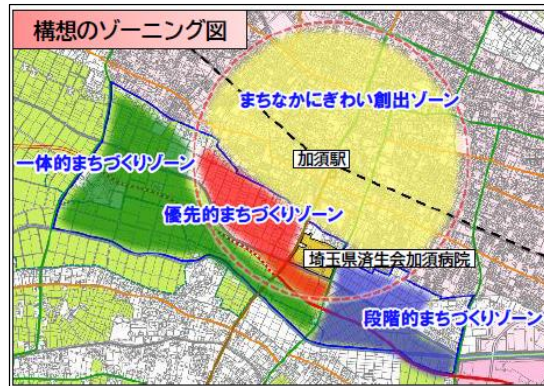 構想のゾーニング図
まちなかにぎわい創出ゾーン
加須駅
一体的まちづくりゾーン
優先的まちづくりゾーン
埼玉県済生会加須病院
段階的まちづくりゾーン